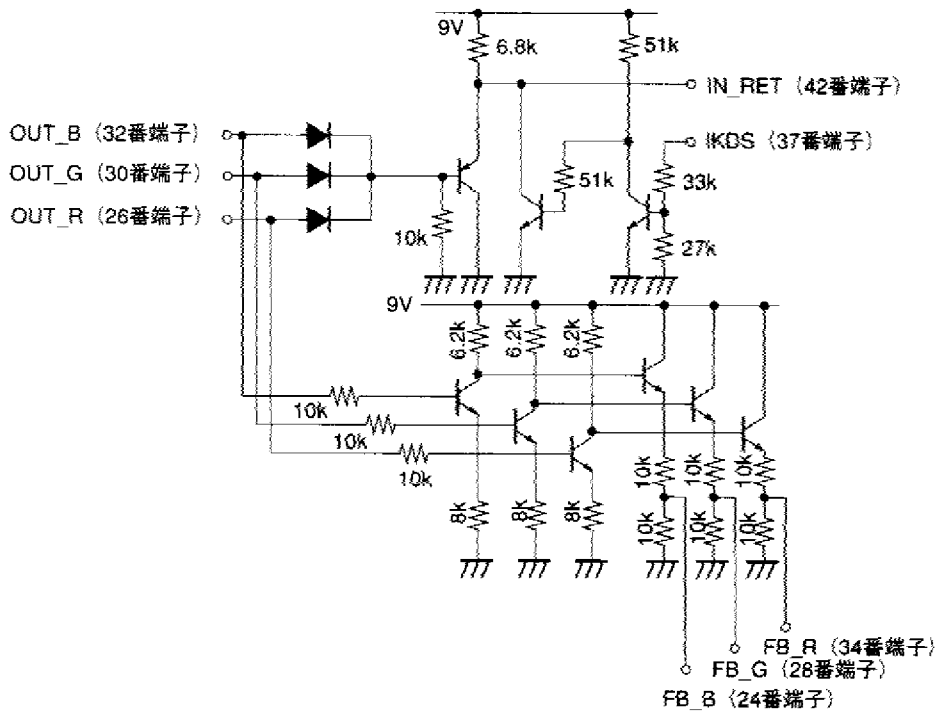 9V
6.8k
51k
IN_RET (42番端子)
OUT_B (32番端子)
IKDS (37番端子)
OUT_G (30番端子)
51k
33k
OUT_R (26番端子)
10k
27k
9V
6.2k
6.2k
6.2k
10k
10k
10k
10k
10k
10k
8k
8k
8k
10k
10k
10k
FB_R (34番端子)
FB_G (28番端子)
FB_B (24番端子)